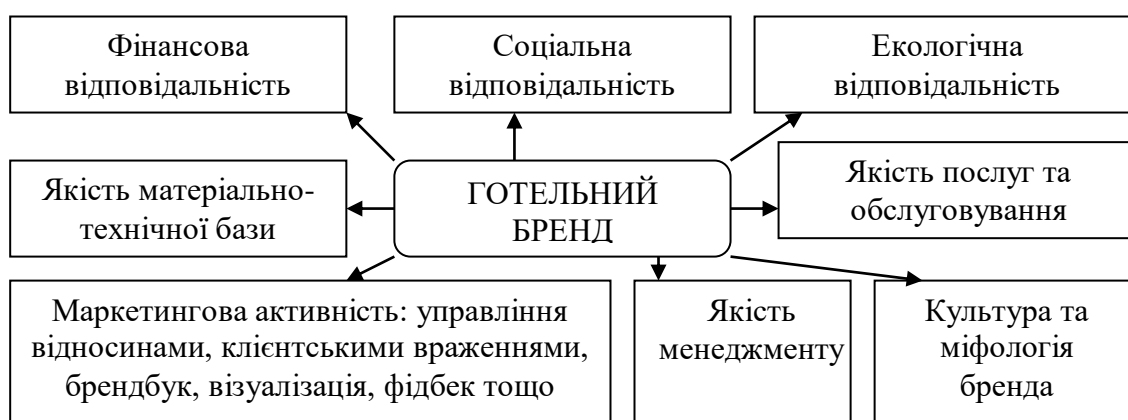 Фінансова
відповідальність
Соціальна
відповідальність
Екологічна
відповідальність
Якість матеріально-
технічної бази
ГОТЕЛЬНИЙ
БРЕНД
Якість послуг та
обслуговування
Маркетингова активність: управління
відносинами, клієнтськими враженнями,
брендбук, візуалізація, фідбек тощо
Якість
менеджменту
Культура та
міфологія
бренда